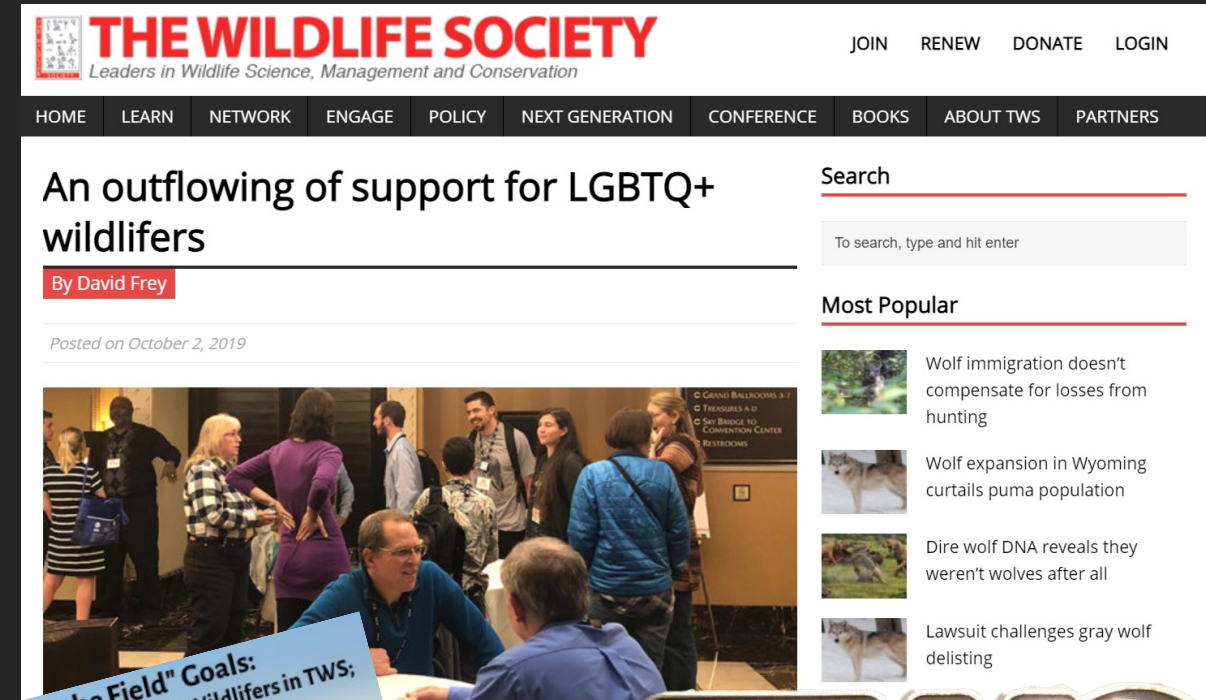 THE WILDLIFE SOCIETY
Leaders in Wildlife Science, Management and Conservation
SOCIETY
JOIN RENEW DONATE LOGIN
HOME LEARN NETWORK ENGAGE POLICY NEXT GENERATION CONFERENCE BOOKS ABOUT TWS PARTNERS
An outflowing of support for LGBTQ+
wildlifers
By David Frey
Posted on October 2, 2019
GRAND BALLROOMS 3-7
TREASURES A-D
SKY BRIDGE TO
CONVENTION CENTER
RESTROOMS
Field" Goals:
in TWS;
Search
To search, type and hit enter
Most Popular
Wolf immigration doesn't
compensate for losses from
hunting
Wolf expansion in Wyoming
curtails puma population
Dire wolf DNA reveals they
weren't wolves after all
Lawsuit challenges gray wolf
delisting